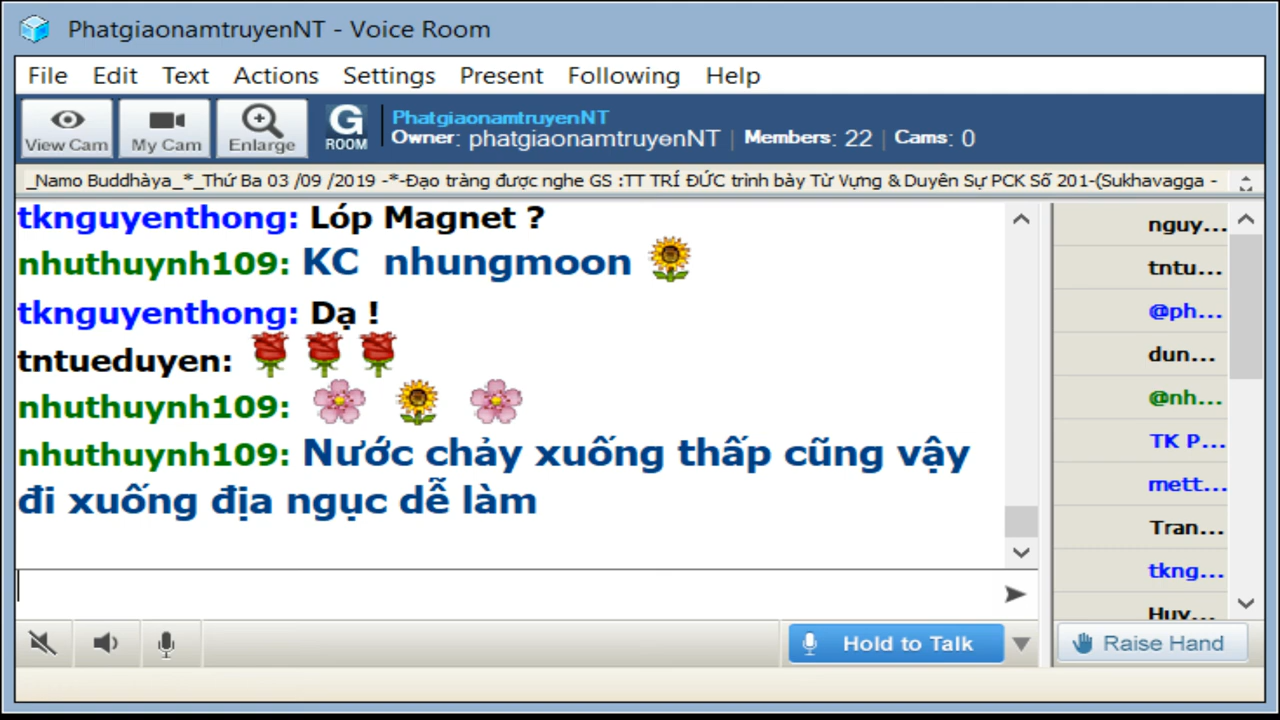 PhatgiaonamtruyenNT - Voice Room
File Edit Text Actions Settings Present Following Help
View Cam My Cam Enlarge G ROOM
PhatgiaonamtruyenNT
Owner: phatgiaonamtruyenNT | Members: 22 | Cams: 0
_Namo Buddhàya_*_Thứ Ba 03 /09 /2019 -*-Đạo tràng được nghe GS :TT TRÍ ĐỨC trình bày Từ Vựng & Duyên Sự PCK Số 201-(Sukhavagga -
tknguyenthong: Lóp Magnet ?
nhuthuynh109: KC nhungmoon
tknguyenthong: Dạ !
tntueduyen:
nhuthuynh109:
nhuthuynh109: Nước chảy xuống thấp cũng vậy
đi xuống địa ngục dễ làm
nguy...
tntu...
@ph...
dun...
@nh...
TK P...
mett...
Tran...
tkng...
Huy...
Hold to Talk
Raise Hand